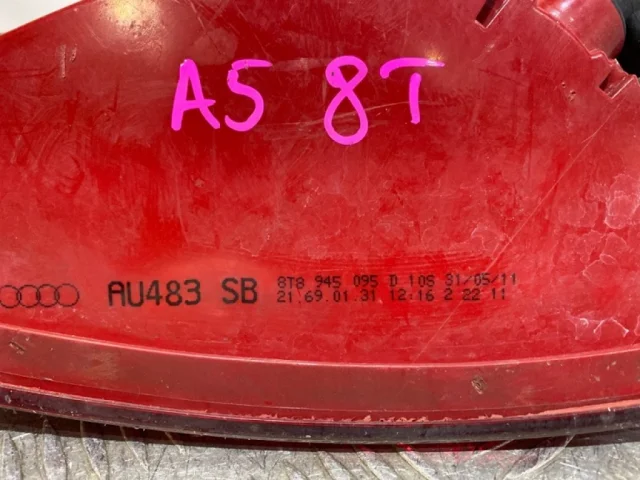 A5 8T
AU483 SB
8T8 945 095 D 10S 31/05/11
21.69.01.31 12:16 2 22 11